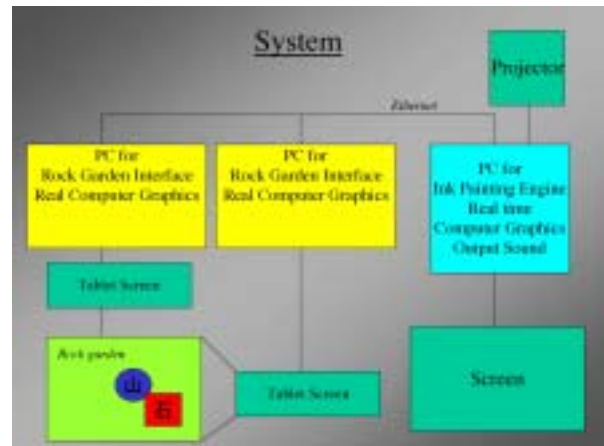 System
Projector
Ethernet
PC for
Rock Garden Interface
Real Computer Graphics
PC for
Rock Garden Interface
Real Computer Graphics
PC for
Ink Painting Engine
Real time
Computer Graphics
Output Sound
Tablet Screen
Rock garden
山
石
Tablet Screen
Screen